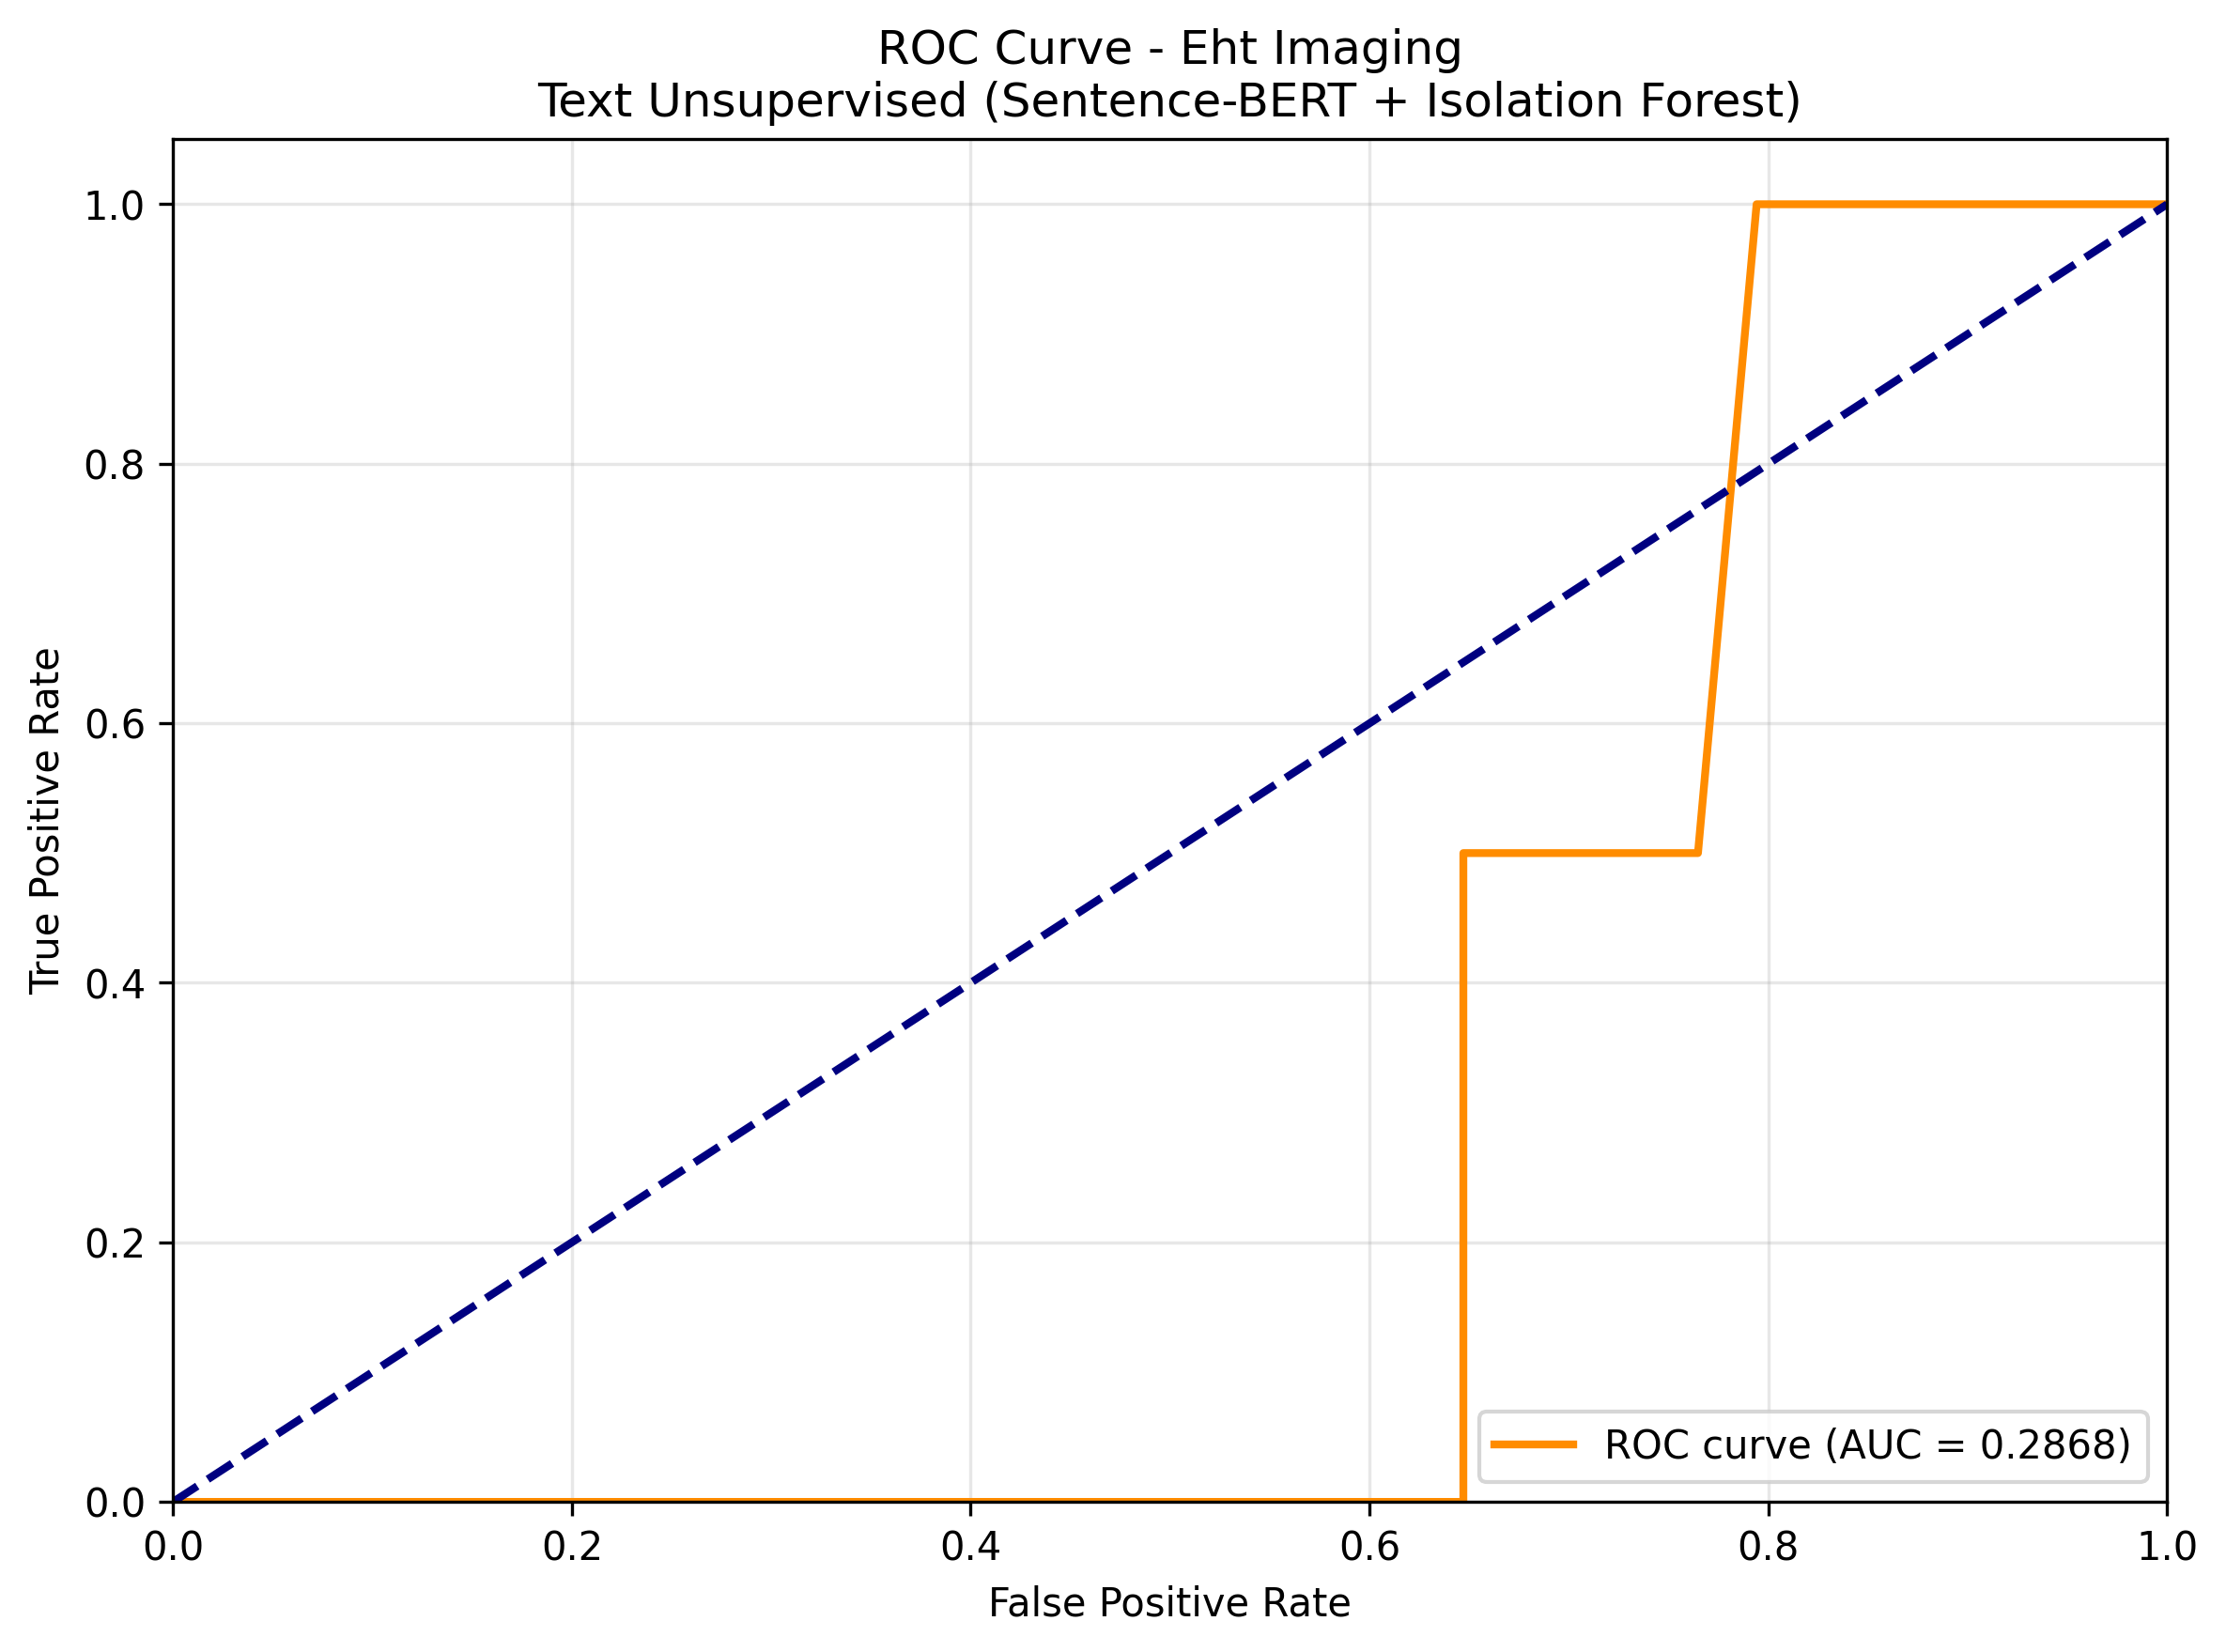 ROC Curve - Eht Imaging
Text Unsupervised (Sentence-BERT + Isolation Forest)
True Positive Rate
1.0
0.8
0.6
0.4
0.2
0.0
ROC curve (AUC = 0.2868)
0.0 0.2 0.4 0.6 0.8 1.0
False Positive Rate